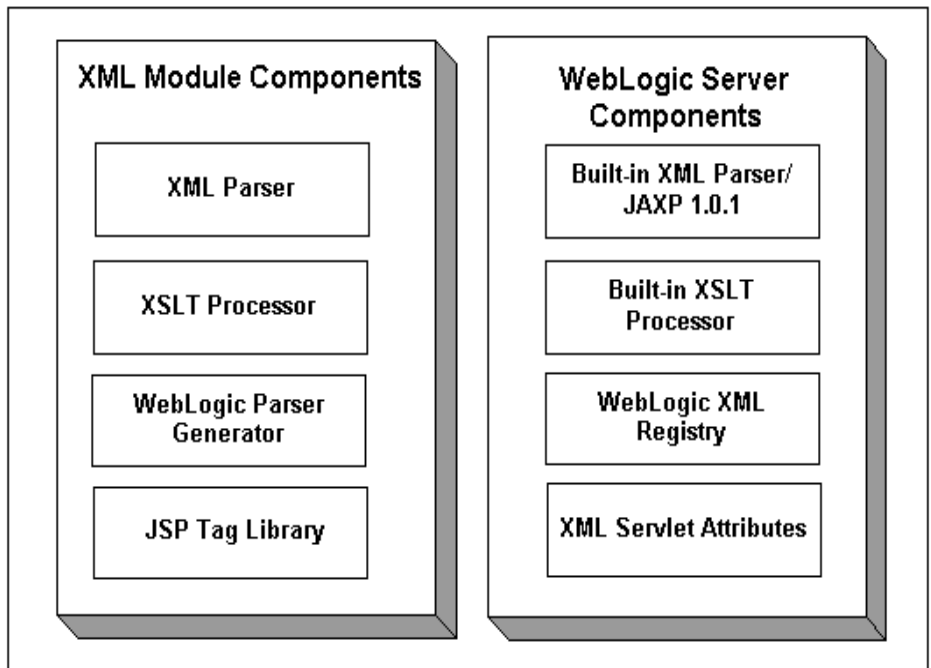 XML Module Components
XML Parser
XSLT Processor
WebLogic Parser
Generator
JSP Tag Library
WebLogic Server
Components
Built-in XML Parser/
JAXP 1.0.1
Built-in XSLT
Processor
WebLogic XML
Registry
XML Servlet Attributes